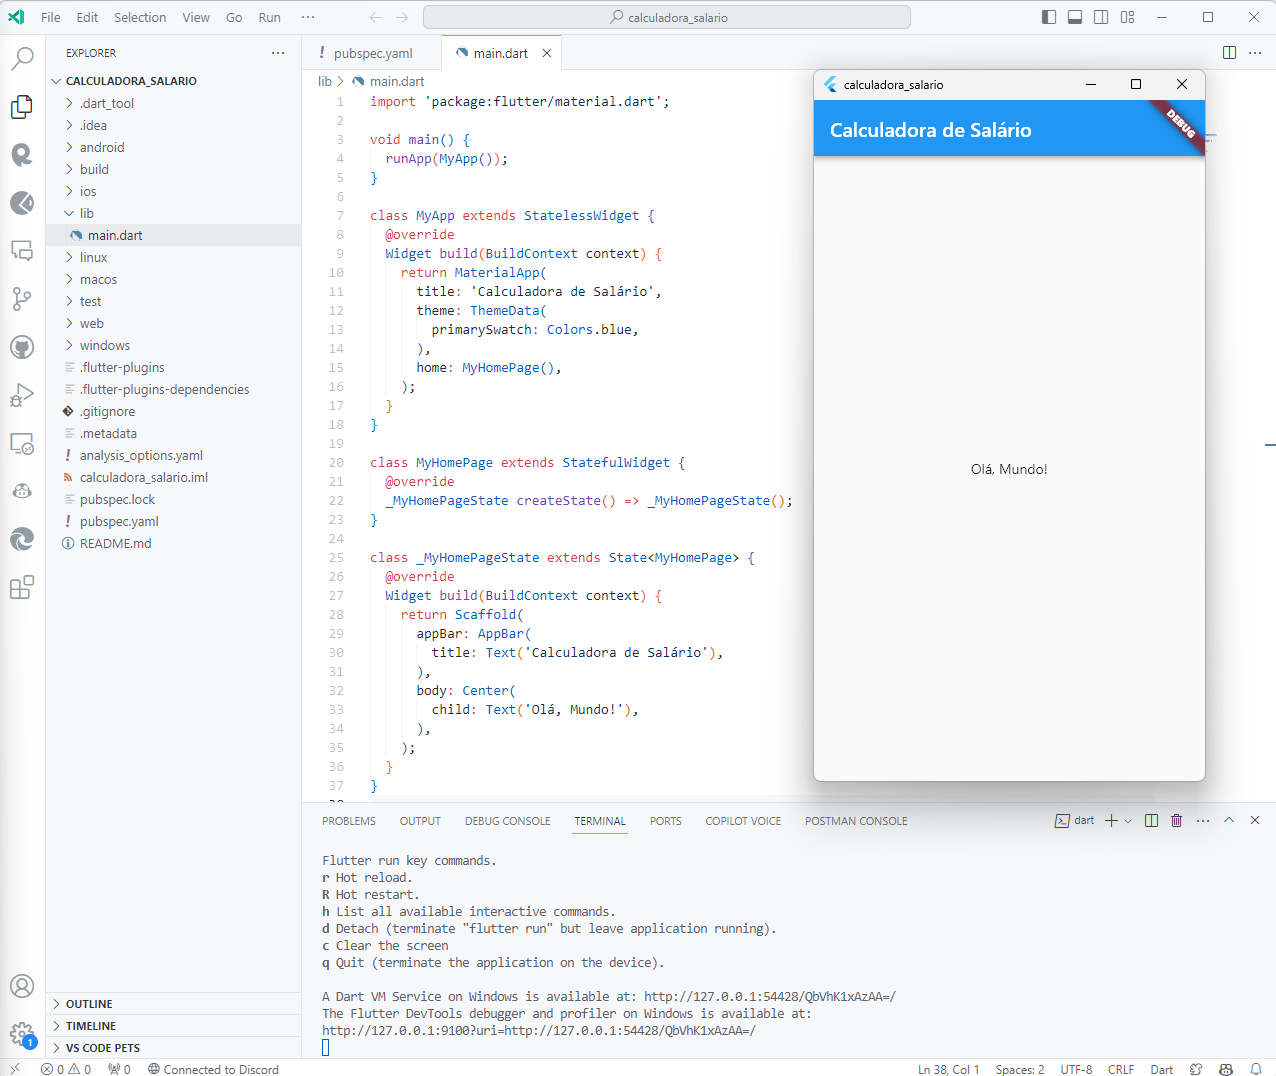 File Edit Selection View Go Run ··· calculadora_salario
EXPLORER ···
CALCULADORA_SALARIO
.dart_tool
.idea
android
build
ios
lib
main.dart
linux
macos
test
web
windows
.flutter-plugins
.flutter-plugins-dependencies
.gitignore
.metadata
analysis_options.yaml
calculadora_salario.iml
pubspec.lock
pubspec.yaml
README.md
OUTLINE
TIMELINE
VS CODE PETS
1
pubspec.yaml main.dart
lib > main.dart
1 import 'package:flutter/material.dart';
2
3 void main() {
4   runApp(MyApp());
5 }
6
7 class MyApp extends StatelessWidget {
8   @override
9   Widget build(BuildContext context) {
10     return MaterialApp(
11       title: 'Calculadora de Salário',
12       theme: ThemeData(
13         primarySwatch: Colors.blue,
14       ),
15       home: MyHomePage(),
16     );
17   }
18 }
19
20 class MyHomePage extends StatefulWidget {
21   @override
22   _MyHomePageState createState() => _MyHomePageState();
23 }
24
25 class _MyHomePageState extends State<MyHomePage> {
26   @override
27   Widget build(BuildContext context) {
28     return Scaffold(
29       appBar: AppBar(
30         title: Text('Calculadora de Salário'),
31       ),
32       body: Center(
33         child: Text('Olá, Mundo!'),
34       ),
35     );
36   }
37 }
38
calculadora_salario
Calculadora de Salário
DEBUG
Olá, Mundo!
PROBLEMS OUTPUT DEBUG CONSOLE TERMINAL PORTS COPILOT VOICE POSTMAN CONSOLE dart
Flutter run key commands.
r Hot reload.
R Hot restart.
h List all available interactive commands.
d Detach (terminate "flutter run" but leave application running).
c Clear the screen
q Quit (terminate the application on the device).
A Dart VM Service on Windows is available at: http://127.0.0.1:54428/QbVhK1xAzAA=/
The Flutter DevTools debugger and profiler on Windows is available at:
http://127.0.0.1:9100?uri=http://127.0.0.1:54428/QbVhK1xAzAA=/
0 0 0 Connected to Discord Ln 38, Col 1 Spaces: 2 UTF-8 CRLF Dart